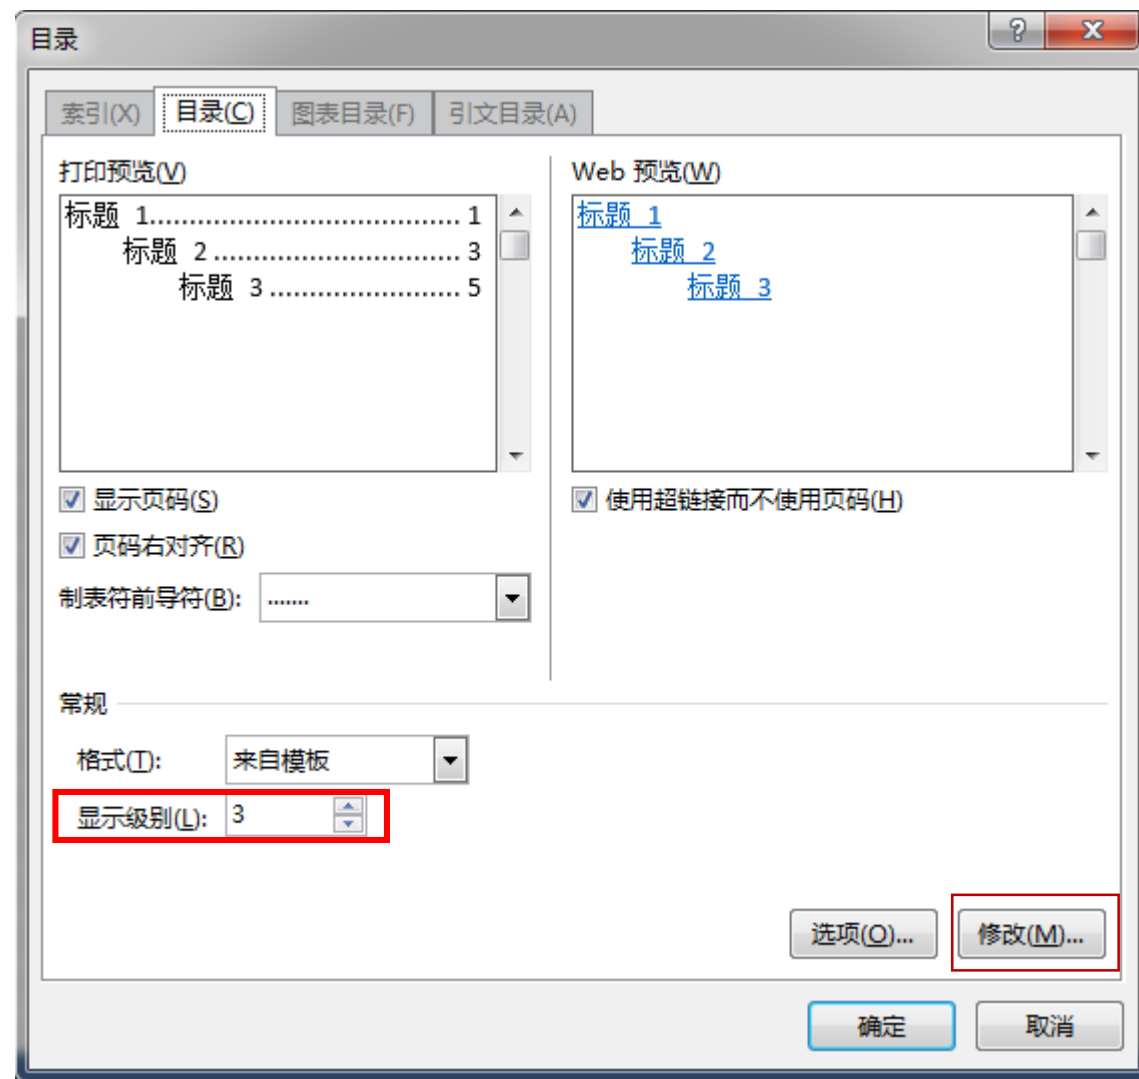 目录
?
索引(X) 目录(C) 图表目录(F) 引文目录(A)
打印预览(V)
标题 1....................................... 1
标题 2............................... 3
标题 3........................ 5
Web 预览(W)
标题 1
标题 2
标题 3
显示页码(S)
页码右对齐(R)
制表符前导符(B): .......
使用超链接而不使用页码(H)
常规
格式(T): 来自模板
显示级别(L): 3
选项(O)... 修改(M)...
确定 取消